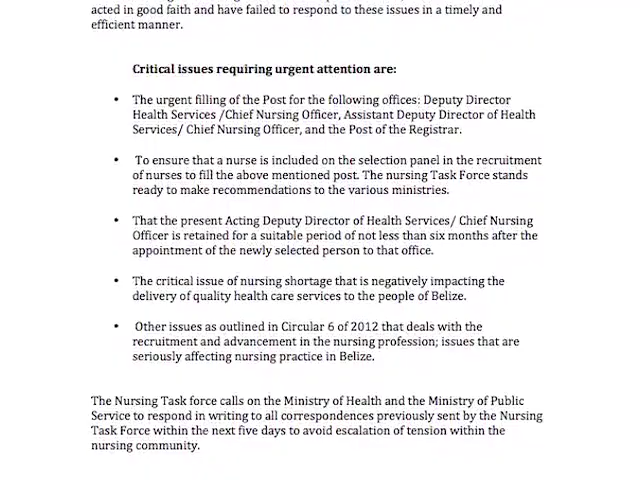 acted in good faith and have failed to respond to these issues in a timely and
efficient manner.
Critical issues requiring urgent attention are:
• The urgent filling of the Post for the following offices: Deputy Director
Health Services /Chief Nursing Officer, Assistant Deputy Director of Health
Services/ Chief Nursing Officer, and the Post of the Registrar.
• To ensure that a nurse is included on the selection panel in the recruitment
of nurses to fill the above mentioned post. The nursing Task Force stands
ready to make recommendations to the various ministries.
• That the present Acting Deputy Director of Health Services/ Chief Nursing
Officer is retained for a suitable period of not less than six months after the
appointment of the newly selected person to that office.
• The critical issue of nursing shortage that is negatively impacting the
delivery of quality health care services to the people of Belize.
• Other issues as outlined in Circular 6 of 2012 that deals with the
recruitment and advancement in the nursing profession; issues that are
seriously affecting nursing practice in Belize.
The Nursing Task force calls on the Ministry of Health and the Ministry of Public
Service to respond in writing to all correspondences previously sent by the Nursing
Task Force within the next five days to avoid escalation of tension within the
nursing community.